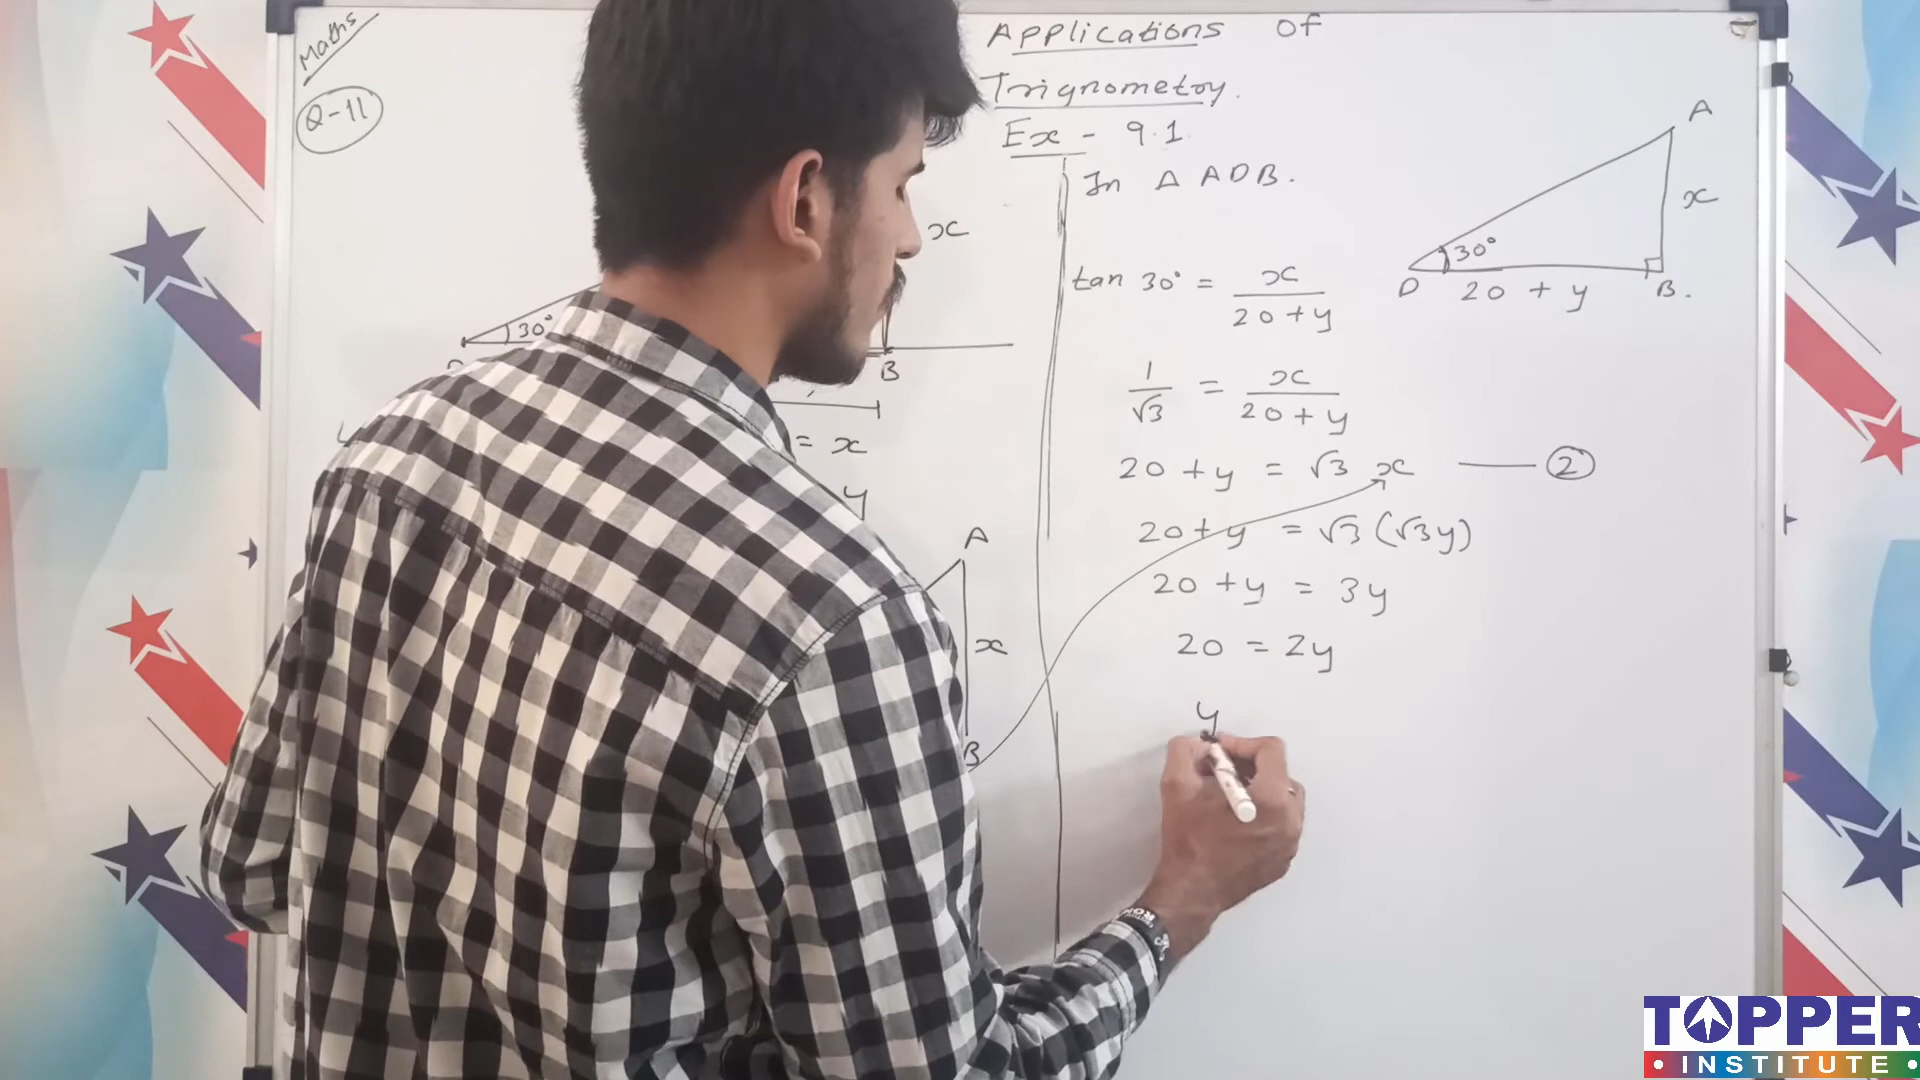 Maths
Q-11
Applications Of
Trignometry.
Ex - 9.1
x
30°
B
= x
y
A
x
B
In Δ ADB.
tan 30° = x / 20 + y
1/√3 = x / 20 + y
20 + y = √3 x —— 2
20 + y = √3 (√3y)
20 + y = 3y
20 = 2y
y
A
x
30°
D 20 + y B.
TOPPER
• INSTITUTE •